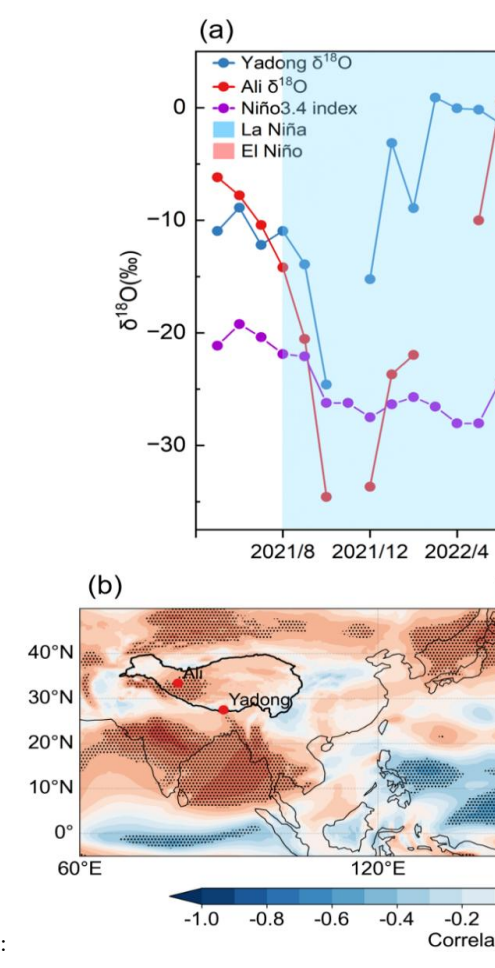 (a)
Yadong δ¹⁸O
Ali δ¹⁸O
Niño3.4 index
La Niña
El Niño
0
−10
−20
−30
δ¹⁸O(‰)
2021/8 2021/12 2022/4
(b)
40°N
30°N
20°N
10°N
0°
Ali
Yadong
60°E 120°E
-1.0 -0.8 -0.6 -0.4 -0.2
Correla
: